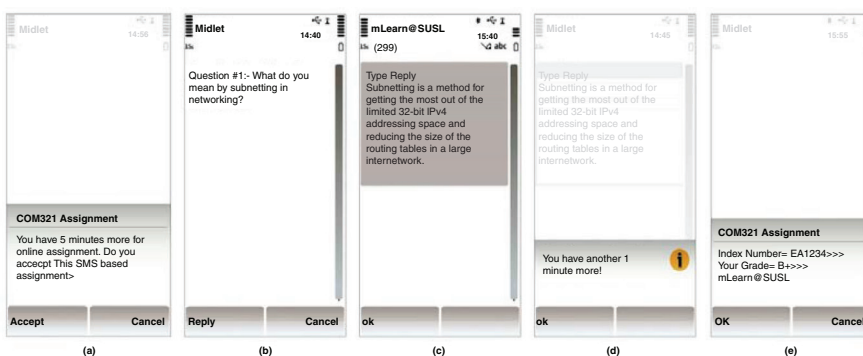 Midlet
14:56
COM321 Assignment
You have 5 minutes more for
online assignment. Do you
accecpt This SMS based
assignment>
Accept Cancel
(a)
Midlet
14:40
Question #1:- What do you
mean by subnetting in
networking?
Reply Cancel
(b)
mLearn@SUSL
15:40
(299) abc
Type Reply
Subnetting is a method for
getting the most out of the
limited 32-bit IPv4
addressing space and
reducing the size of the
routing tables in a large
internetwork.
ok
(c)
Midlet
14:45
Type Reply
Subnetting is a method for
getting the most out of the
limited 32-bit IPv4
addressing space and
reducing the size of the
routing tables in a large
internetwork.
You have another 1
minute more!
ok
(d)
Midlet
15:55
COM321 Assignment
Index Number= EA1234>>>
Your Grade= B+>>>
mLearn@SUSL
OK Cancel
(e)